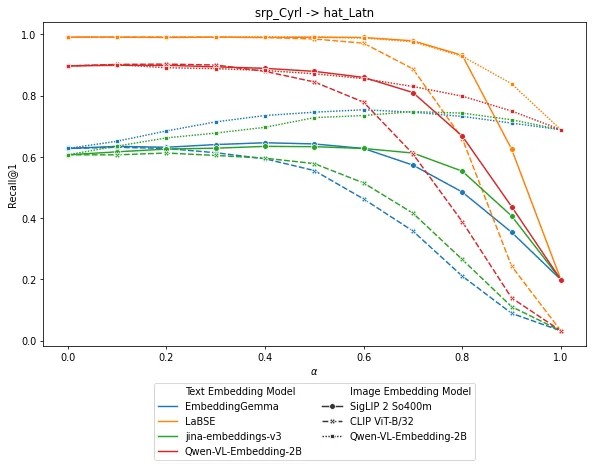 srp_Cyrl -> hat_Latn
1.0
0.8
0.6
0.4
0.2
0.0
Recall@1
0.0 0.2 0.4 0.6 0.8 1.0
α
Text Embedding Model Image Embedding Model
EmbeddingGemma SigLIP 2 So400m
LaBSE CLIP ViT-B/32
jina-embeddings-v3 Qwen-VL-Embedding-2B
Qwen-VL-Embedding-2B